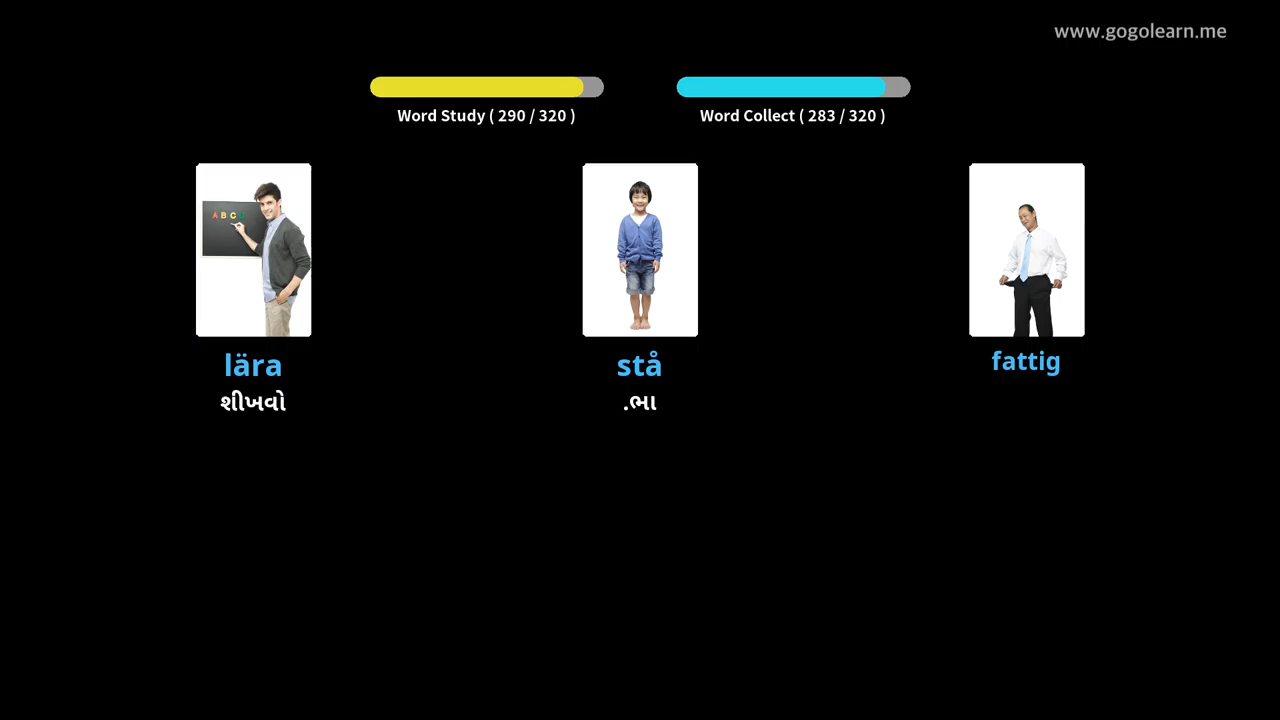 www.gogolearn.me
Word Study ( 290 / 320 )
Word Collect ( 283 / 320 )
A B C
lära
stå
fattig
શીખવો
.ભા